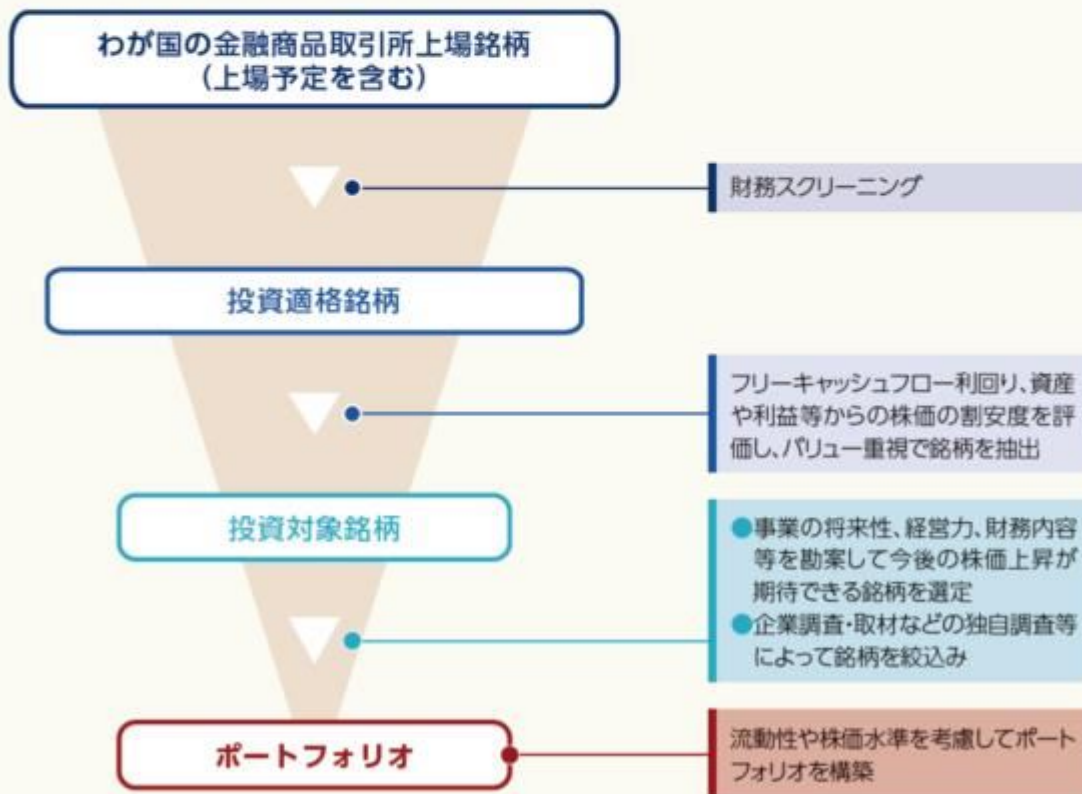 わが国の金融商品取引所上場銘柄
（上場予定を含む）
財務スクリーニング
投資適格銘柄
フリーキャッシュフロー利回り、資産
や利益等からの株価の割安度を評
価し、バリュー重視で銘柄を抽出
投資対象銘柄
●事業の将来性、経営力、財務内容
等を勘案して今後の株価上昇が
期待できる銘柄を選定
●企業調査・取材などの独自調査等
によって銘柄を絞込み
ポートフォリオ
流動性や株価水準を考慮してポート
フォリオを構築